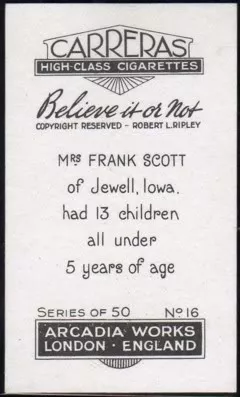 CARRERAS
HIGH-CLASS CIGARETTES
Believe it or Not
COPYRIGHT RESERVED - ROBERT L. RIPLEY
MRS FRANK SCOTT
of Jewell, Iowa.
had 13 children
all under
5 years of age
SERIES OF 50 No 16
ARCADIA WORKS
LONDON · ENGLAND